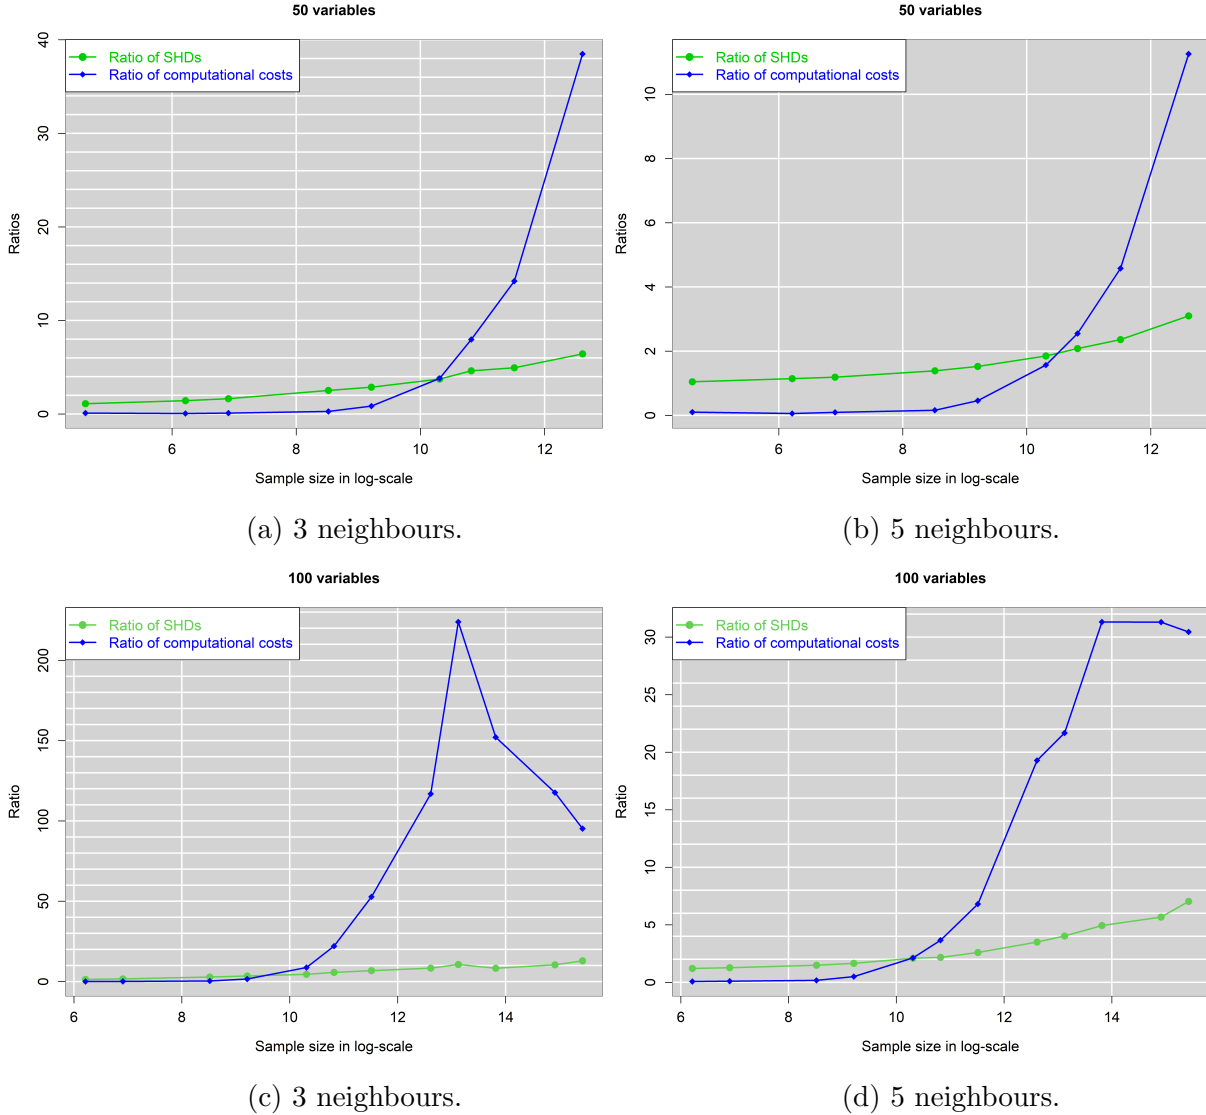 50 variables
Ratio of SHDs
Ratio of computational costs
Ratios
0
10
20
30
40
6
8
10
12
Sample size in log-scale
(a) 3 neighbours.
50 variables
Ratio of SHDs
Ratio of computational costs
Ratios
0
2
4
6
8
10
6
8
10
12
Sample size in log-scale
(b) 5 neighbours.
100 variables
Ratio of SHDs
Ratio of computational costs
Ratio
0
50
100
150
200
6
8
10
12
14
Sample size in log-scale
(c) 3 neighbours.
100 variables
Ratio of SHDs
Ratio of computational costs
Ratio
0
5
10
15
20
25
30
6
8
10
12
14
Sample size in log-scale
(d) 5 neighbours.